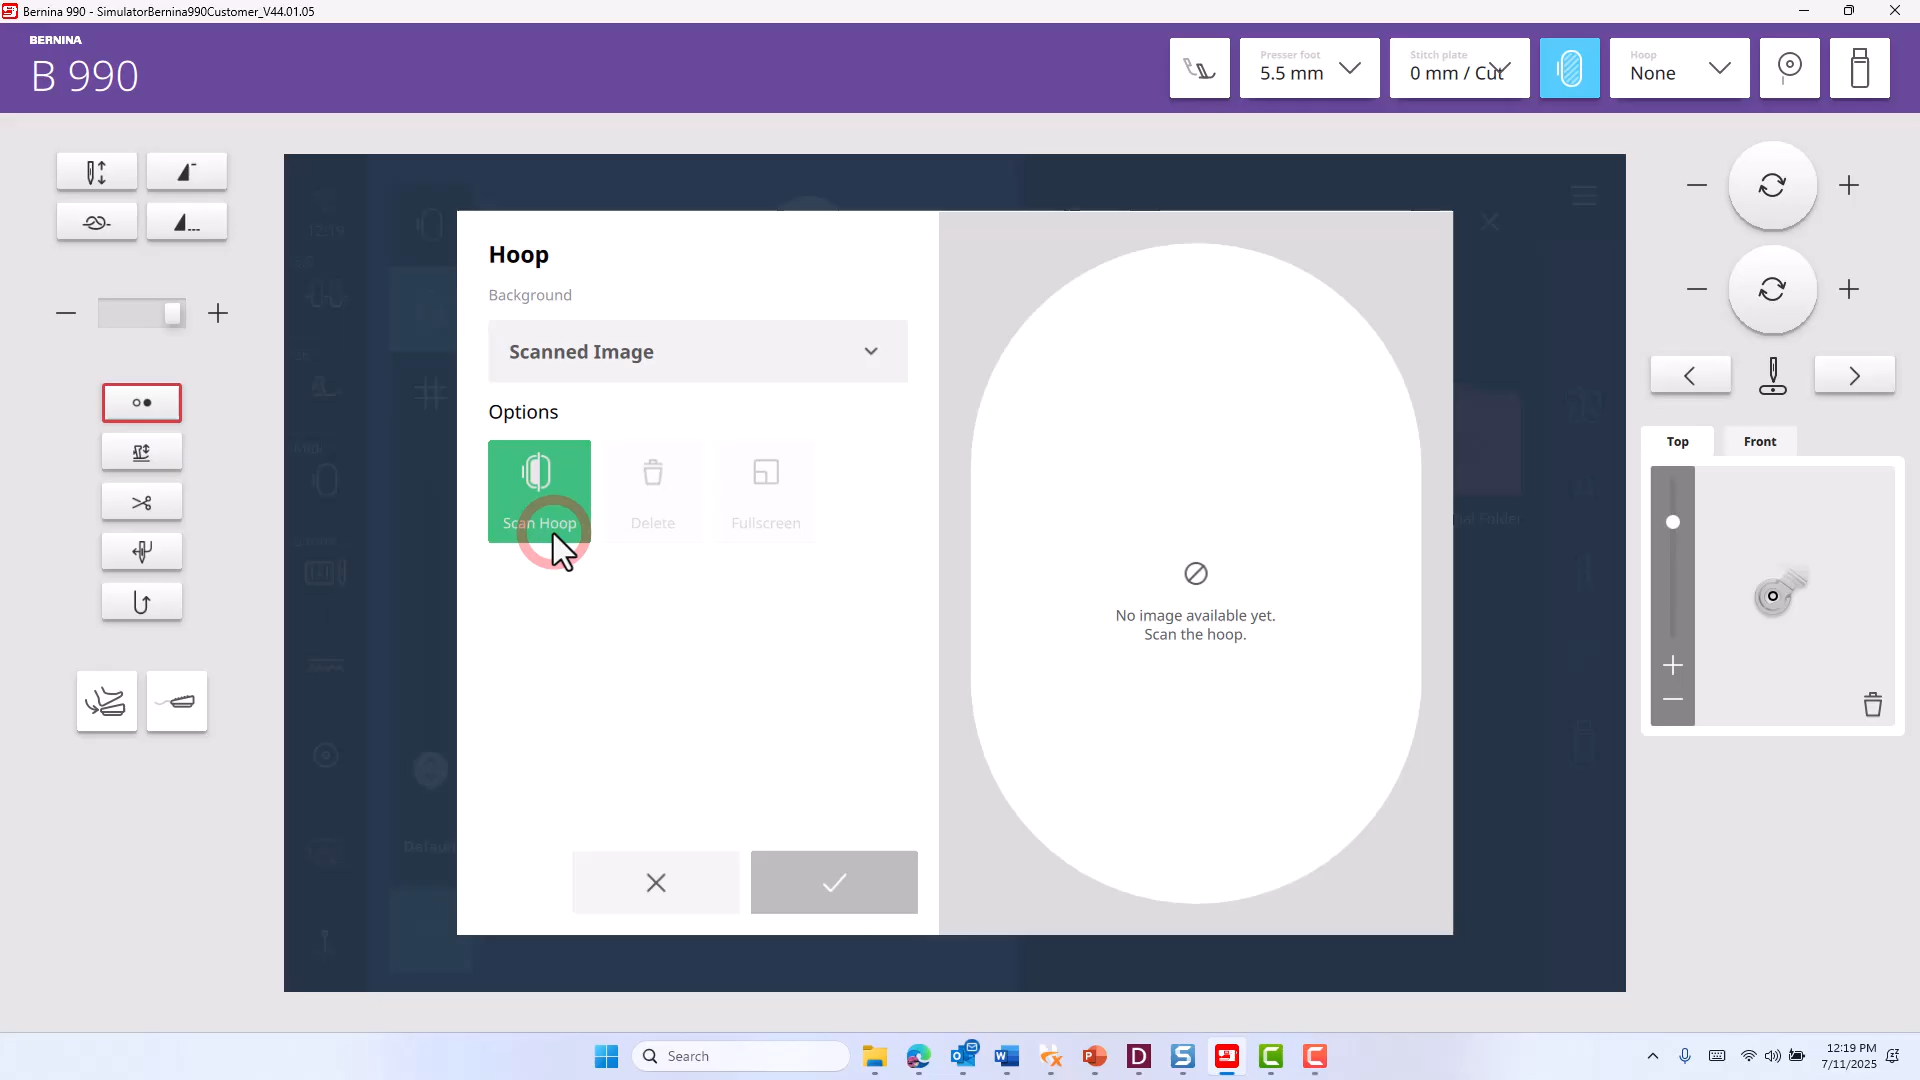 Bernina 990 - SimulatorBernina990Customer_V44.01.05
BERNINA
B 990
Presser foot
5.5 mm
Stitch plate
0 mm / Cut
Hoop
None
12:19
Hoop
Background
Scanned Image
Options
Scan Hoop
Delete
Fullscreen
No image available yet.
Scan the hoop.
Top
Front
Search
12:19 PM
7/11/2025